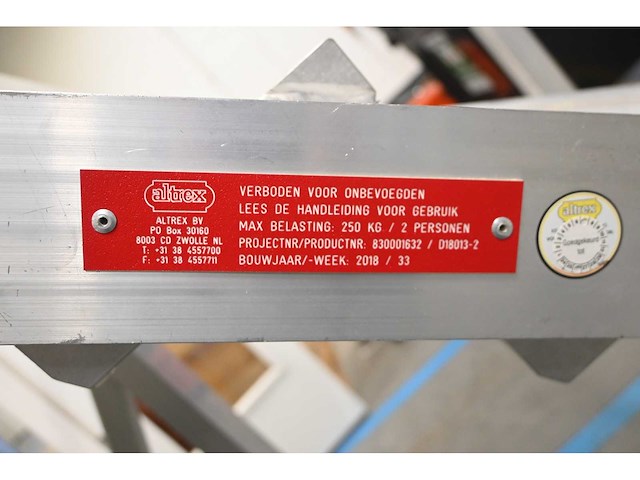 altrex
ALTREX BV
PO Box 30160
8003 CD ZWOLLE NL
T: +31 38 4557700
F: +31 38 4557711
VERBODEN VOOR ONBEVOEGDEN
LEES DE HANDLEIDING VOOR GEBRUIK
MAX BELASTING: 250 KG / 2 PERSONEN
PROJECTNR/PRODUCTNR: 830001632 / D18013-2
BOUWJAAR/-WEEK: 2018 / 33
altrex
Goedgekeurd
tot